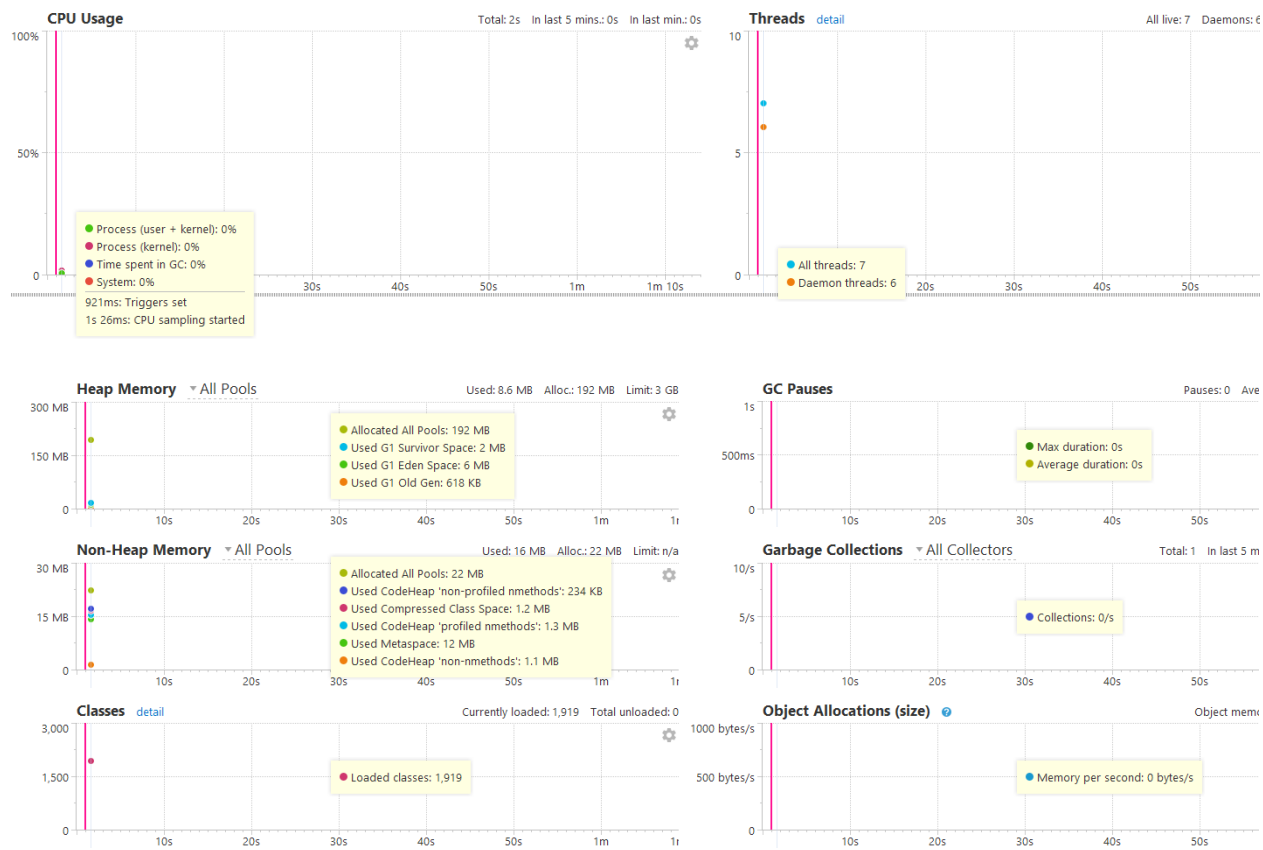 CPU Usage
Total: 2s In last 5 mins.: 0s In last min.: 0s
100%
50%
0
Process (user + kernel): 0%
Process (kernel): 0%
Time spent in GC: 0%
System: 0%
921ms: Triggers set
1s 26ms: CPU sampling started
30s 40s 50s 1m 1m 10s
Threads detail
All live: 7 Daemons: 6
10
5
0
All threads: 7
Daemon threads: 6
20s 30s 40s 50s
Heap Memory All Pools
Used: 8.6 MB Alloc.: 192 MB Limit: 3 GB
300 MB
150 MB
0
Allocated All Pools: 192 MB
Used G1 Survivor Space: 2 MB
Used G1 Eden Space: 6 MB
Used G1 Old Gen: 618 KB
10s 20s 30s 40s 50s 1m
GC Pauses
Pauses: 0
1s
500ms
0
Max duration: 0s
Average duration: 0s
10s 20s 30s 40s 50s
Non-Heap Memory All Pools
Used: 16 MB Alloc.: 22 MB Limit: n/a
30 MB
15 MB
0
Allocated All Pools: 22 MB
Used CodeHeap 'non-profiled nmethods': 234 KB
Used Compressed Class Space: 1.2 MB
Used CodeHeap 'profiled nmethods': 1.3 MB
Used Metaspace: 12 MB
Used CodeHeap 'non-nmethods': 1.1 MB
10s 20s 30s 40s 50s 1m
Garbage Collections All Collectors
Total: 1 In last 5 m
10/s
5/s
0
Collections: 0/s
10s 20s 30s 40s 50s
Classes detail
Currently loaded: 1,919 Total unloaded: 0
3,000
1,500
0
Loaded classes: 1,919
10s 20s 30s 40s 50s 1m
Object Allocations (size)
Object
1000 bytes/s
500 bytes/s
0
Memory per second: 0 bytes/s
10s 20s 30s 40s 50s